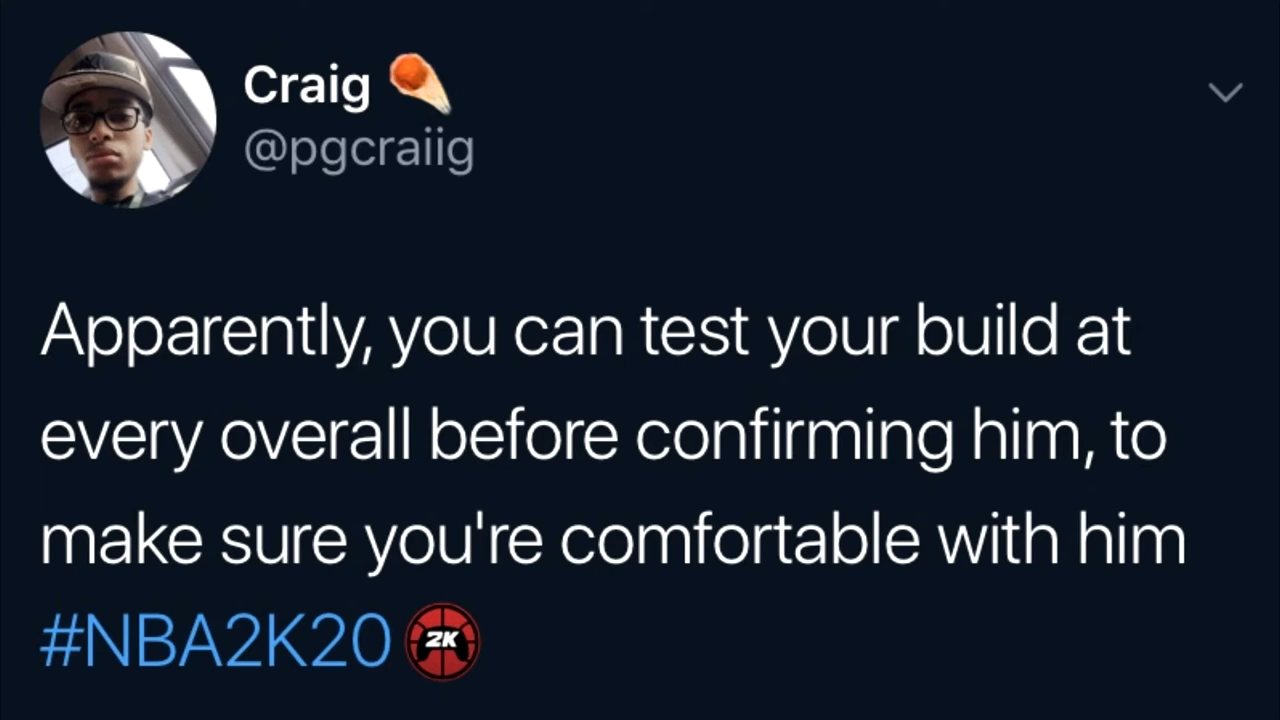 Craig
@pgcraiig
Apparently, you can test your build at
every overall before confirming him, to
make sure you're comfortable with him
#NBA2K20 2K